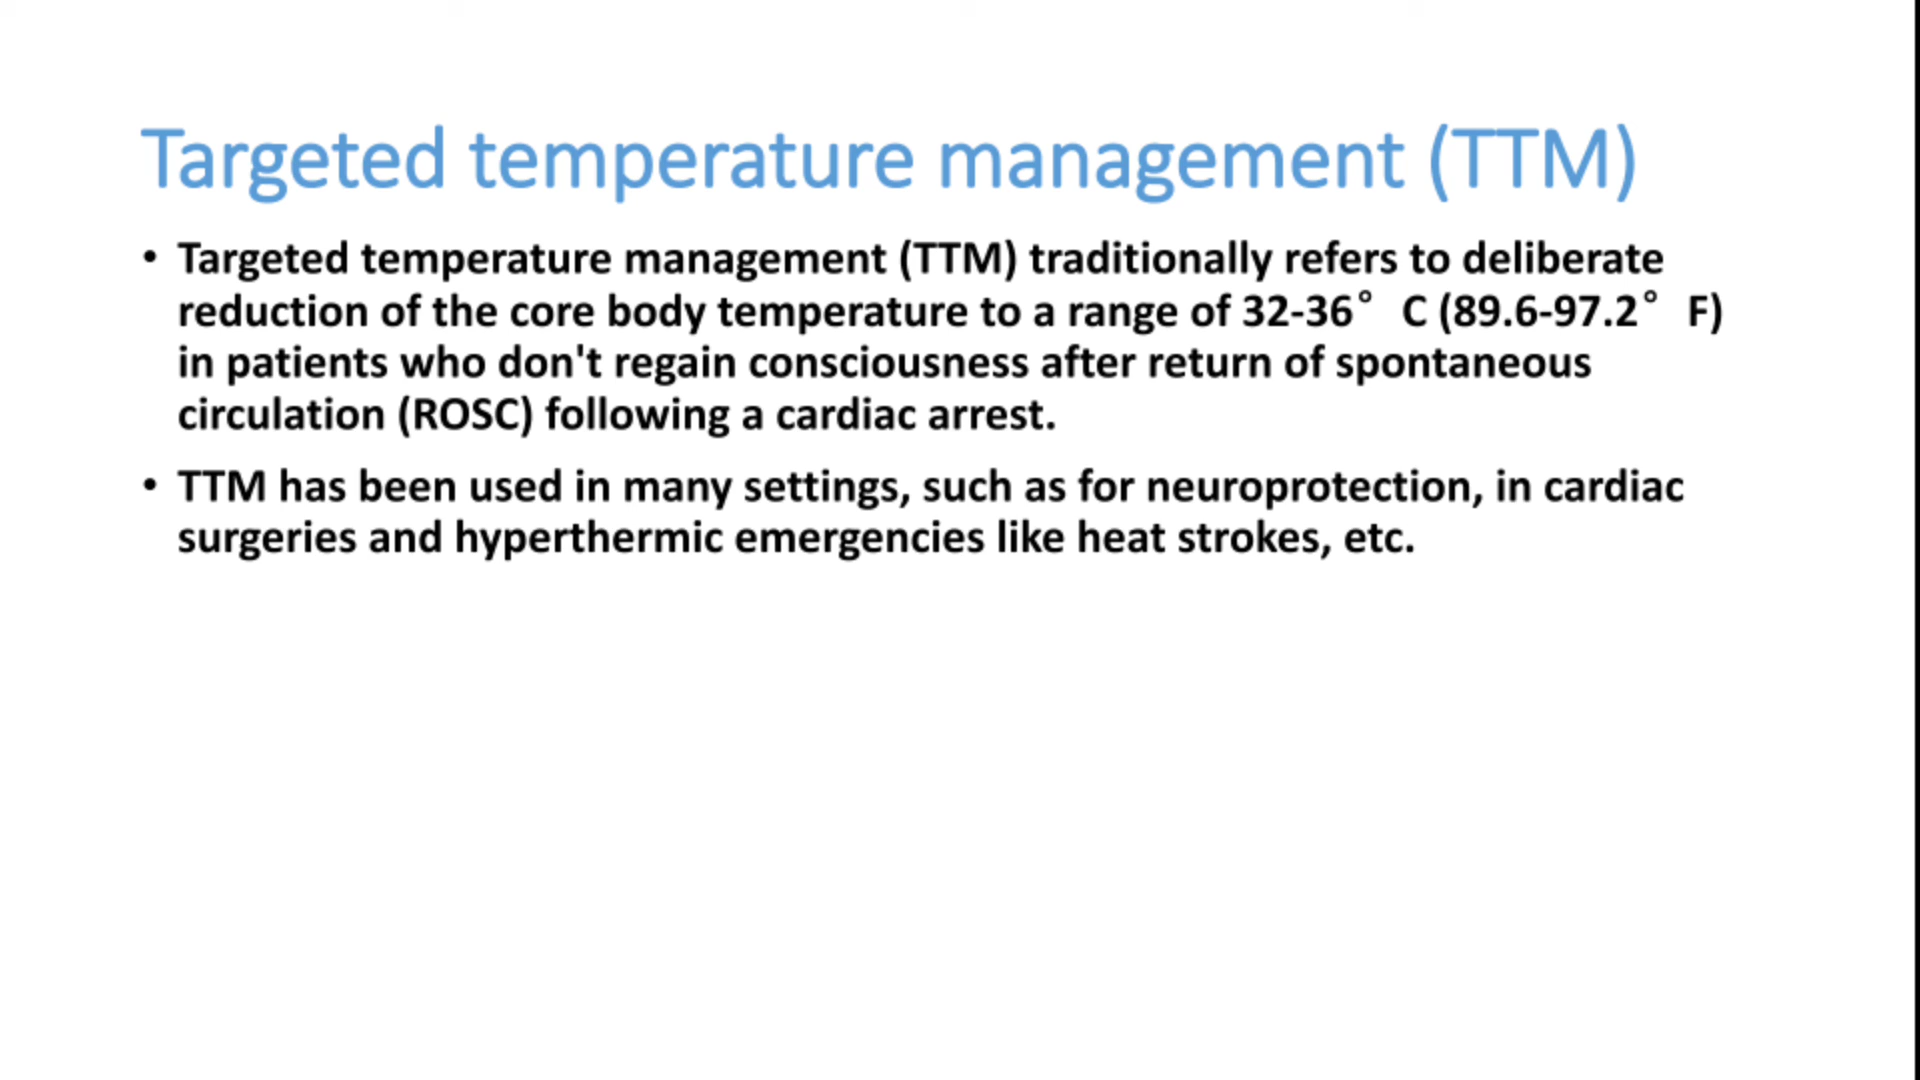 Targeted temperature management (TTM)
• Targeted temperature management (TTM) traditionally refers to deliberate
reduction of the core body temperature to a range of 32-36° C (89.6-97.2° F)
in patients who don't regain consciousness after return of spontaneous
circulation (ROSC) following a cardiac arrest.
• TTM has been used in many settings, such as for neuroprotection, in cardiac
surgeries and hyperthermic emergencies like heat strokes, etc.